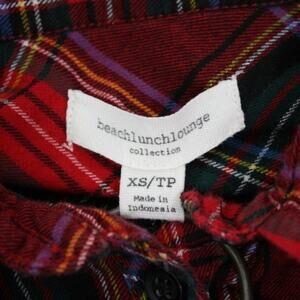 beachlunchlounge
collection
XS/TP
Made in
Indonesia